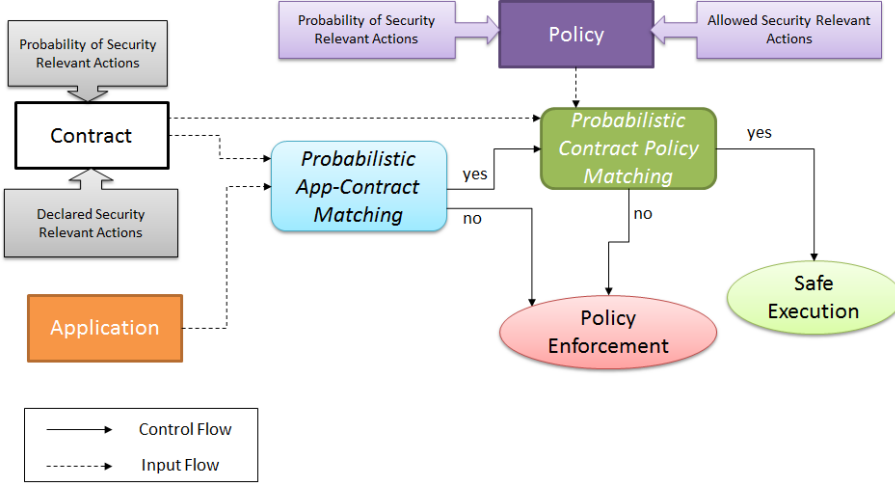 Probability of Security
Relevant Actions
Policy
Allowed Security Relevant
Actions
Probability of Security
Relevant Actions
Contract
Declared Security
Relevant Actions
Probabilistic
App-Contract
Matching
yes
no
Probabilistic
Contract Policy
Matching
yes
no
Safe
Execution
Application
Policy
Enforcement
Control Flow
Input Flow